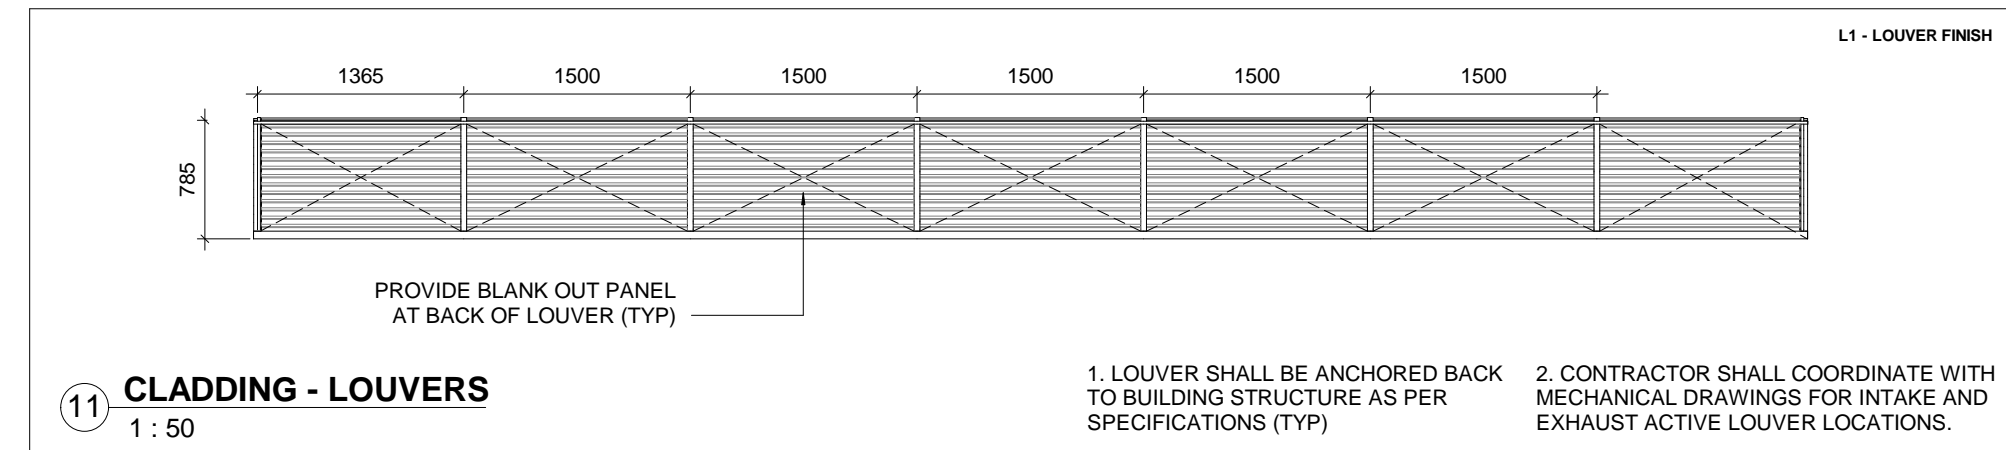 L1 - LOUVER FINISH
1365 1500 1500 1500 1500 1500
785
PROVIDE BLANK OUT PANEL
AT BACK OF LOUVER (TYP)
11 CLADDING - LOUVERS
1 : 50
1. LOUVER SHALL BE ANCHORED BACK
TO BUILDING STRUCTURE AS PER
SPECIFICATIONS (TYP)
2. CONTRACTOR SHALL COORDINATE WITH
MECHANICAL DRAWINGS FOR INTAKE AND
EXHAUST ACTIVE LOUVER LOCATIONS.